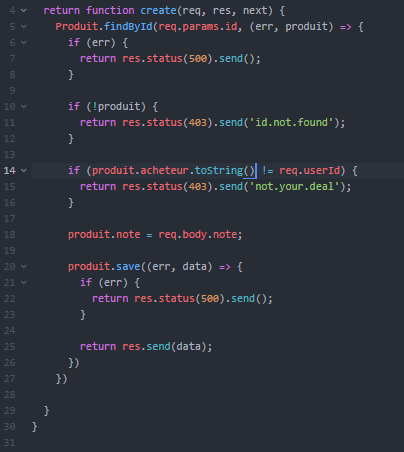 4 return function create(req, res, next) {
5 Produit.findById(req.params.id, (err, produit) => {
6 if (err) {
7 return res.status(500).send();
8 }
9
10 if (!produit) {
11 return res.status(403).send('id.not.found');
12 }
13
14 if (produit.acheteur.toString() != req.userId) {
15 return res.status(403).send('not.your.deal');
16 }
17
18 produit.note = req.body.note;
19
20 produit.save((err, data) => {
21 if (err) {
22 return res.status(500).send();
23 }
24
25 return res.send(data);
26 })
27 })
28
29 }
30 }
31